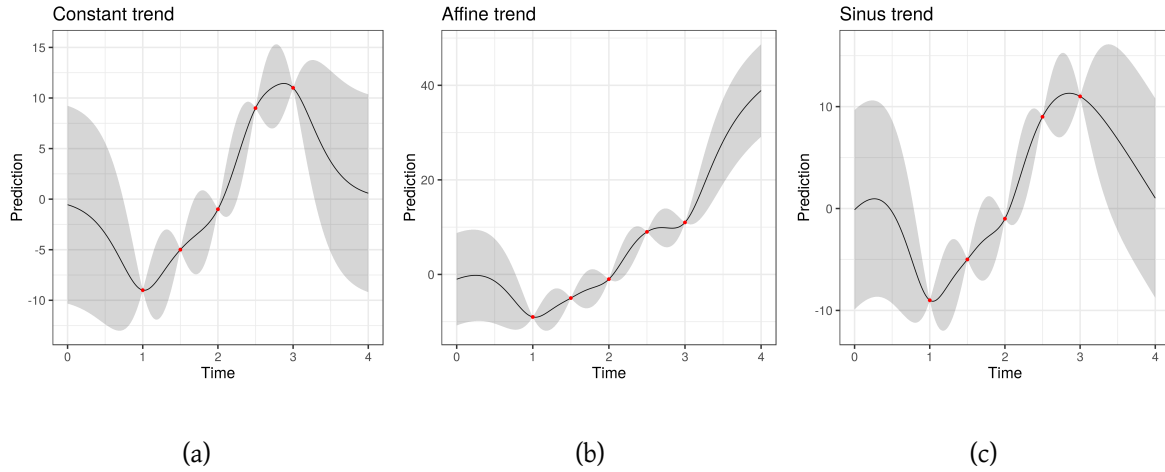 Constant trend
Prediction
15
10
5
0
-5
-10
0 1 2 3 4
Time
(a)
Affine trend
Prediction
40
20
0
0 1 2 3 4
Time
(b)
Sinus trend
Prediction
10
0
-10
0 1 2 3 4
Time
(c)